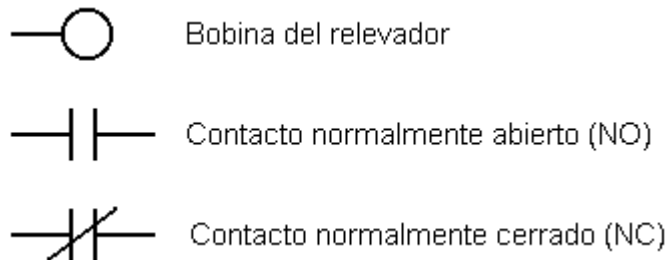 Bobina del relevador
Contacto normalmente abierto (NO)
Contacto normalmente cerrado (NC)